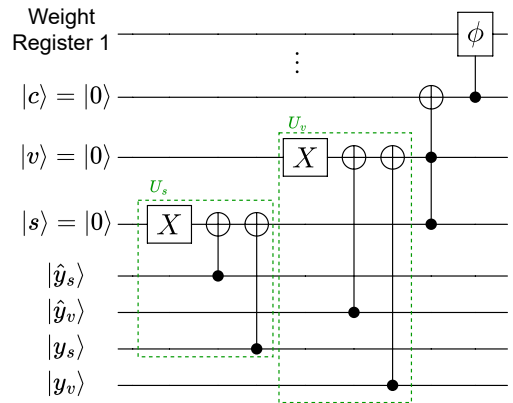 Weight
Register 1
ϕ
⋮
|c⟩ = |0⟩
U_v
|v⟩ = |0⟩
X
U_s
|s⟩ = |0⟩
X
|ŷ_s⟩
|ŷ_v⟩
|y_s⟩
|y_v⟩